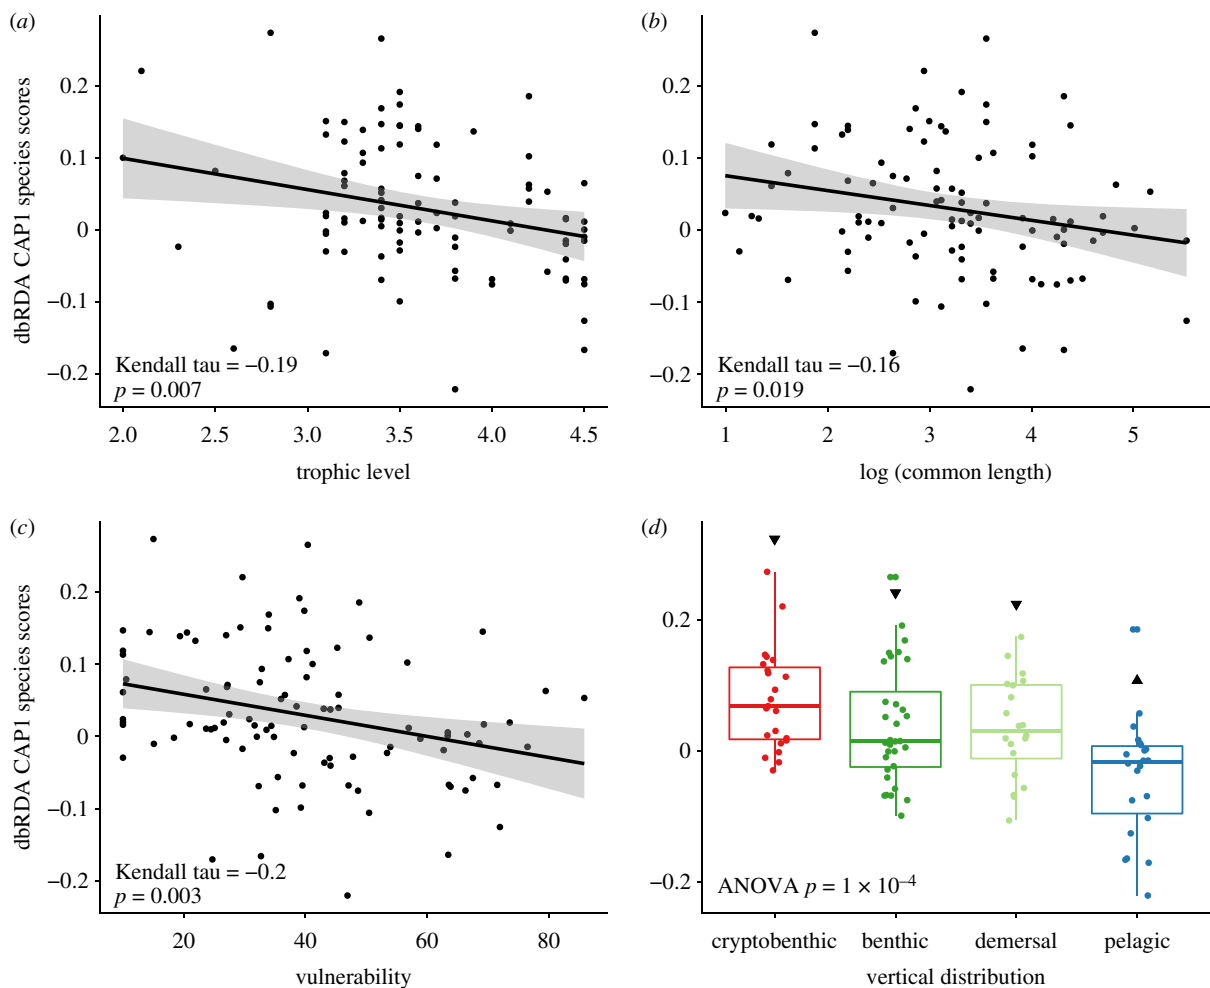 (a)
dbRDA CAP1 species scores
0.2
0.1
0
−0.1
−0.2
Kendall tau = −0.19
p = 0.007
2.0 2.5 3.0 3.5 4.0 4.5
trophic level
(b)
0.2
0.1
0
−0.1
−0.2
Kendall tau = −0.16
p = 0.019
1 2 3 4 5
log (common length)
(c)
dbRDA CAP1 species scores
0.2
0.1
0
−0.1
−0.2
Kendall tau = −0.2
p = 0.003
20 40 60 80
vulnerability
(d)
0.2
0
−0.2
ANOVA p = 1 × 10⁻⁴
cryptobenthic benthic demersal pelagic
vertical distribution